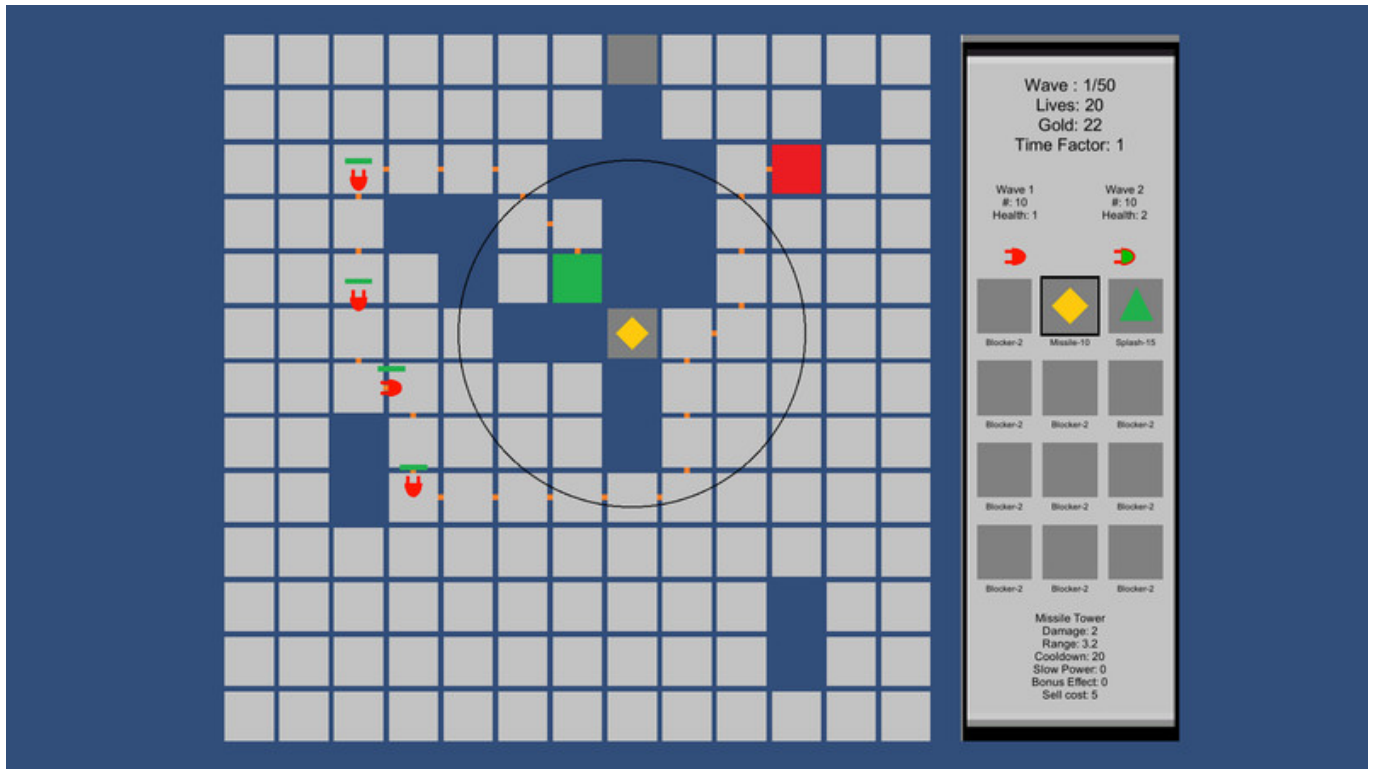 Wave : 1/50
Lives: 20
Gold: 22
Time Factor: 1
Wave 1
#: 10
Health: 1
Wave 2
#: 10
Health: 2
Blocker-2 Missile-10 Splash-15
Blocker-2 Blocker-2 Blocker-2
Blocker-2 Blocker-2 Blocker-2
Blocker-2 Blocker-2 Blocker-2
Missile Tower
Damage: 2
Range: 3.2
Cooldown: 20
Slow Power: 0
Bonus Effect: 0
Sell cost: 5